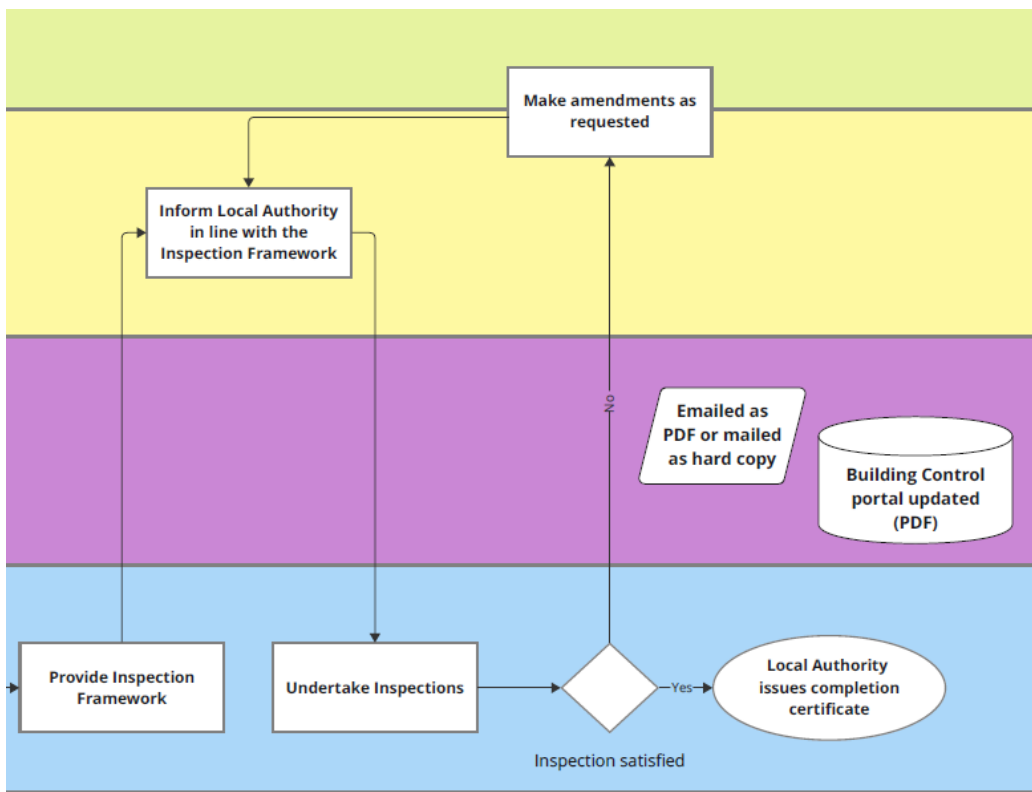 Make amendments as
requested
Inform Local Authority
in line with the
Inspection Framework
No
Emailed as
PDF or mailed
as hard copy
Building Control
portal updated
(PDF)
Provide Inspection
Framework
Undertake Inspections
Yes
Local Authority
issues completion
certificate
Inspection satisfied